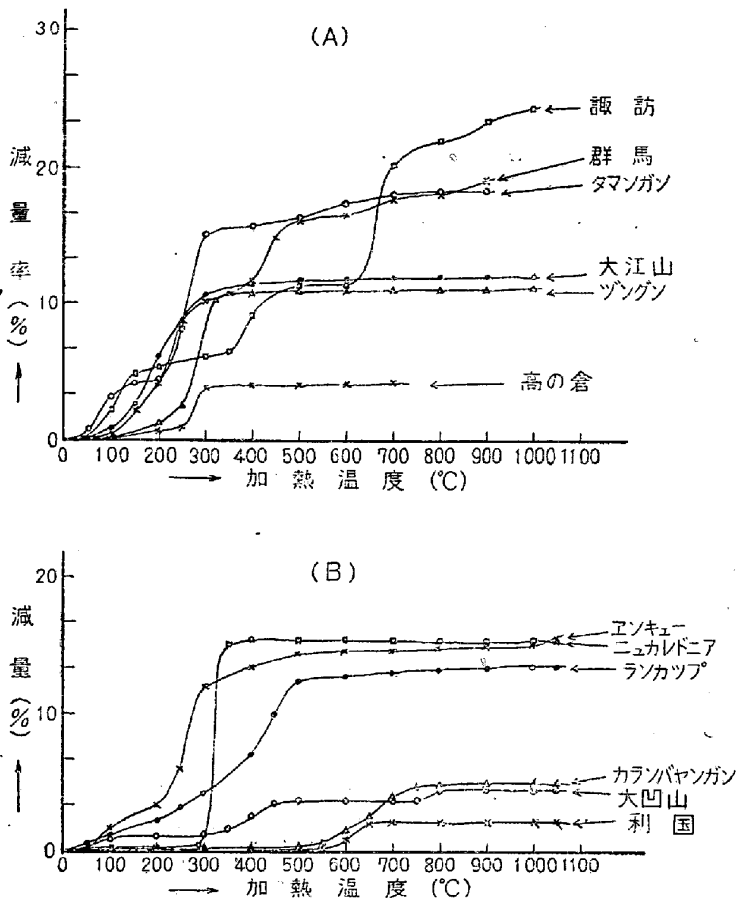 (A)
30
20
10
0
減量率(%)
諏訪
群馬
タマンガン
大江山
ヅングン
高の倉
0 100 200 300 400 500 600 700 800 900 1000 1100
加熱温度(℃)
(B)
20
10
0
減量(%)
ヱンキュー
ニュカレドニア
ランカツプ
カランバヤンガン
大凹山
利国
100 200 300 400 500 600 700 800 900 1000 1100
加熱温度(℃)